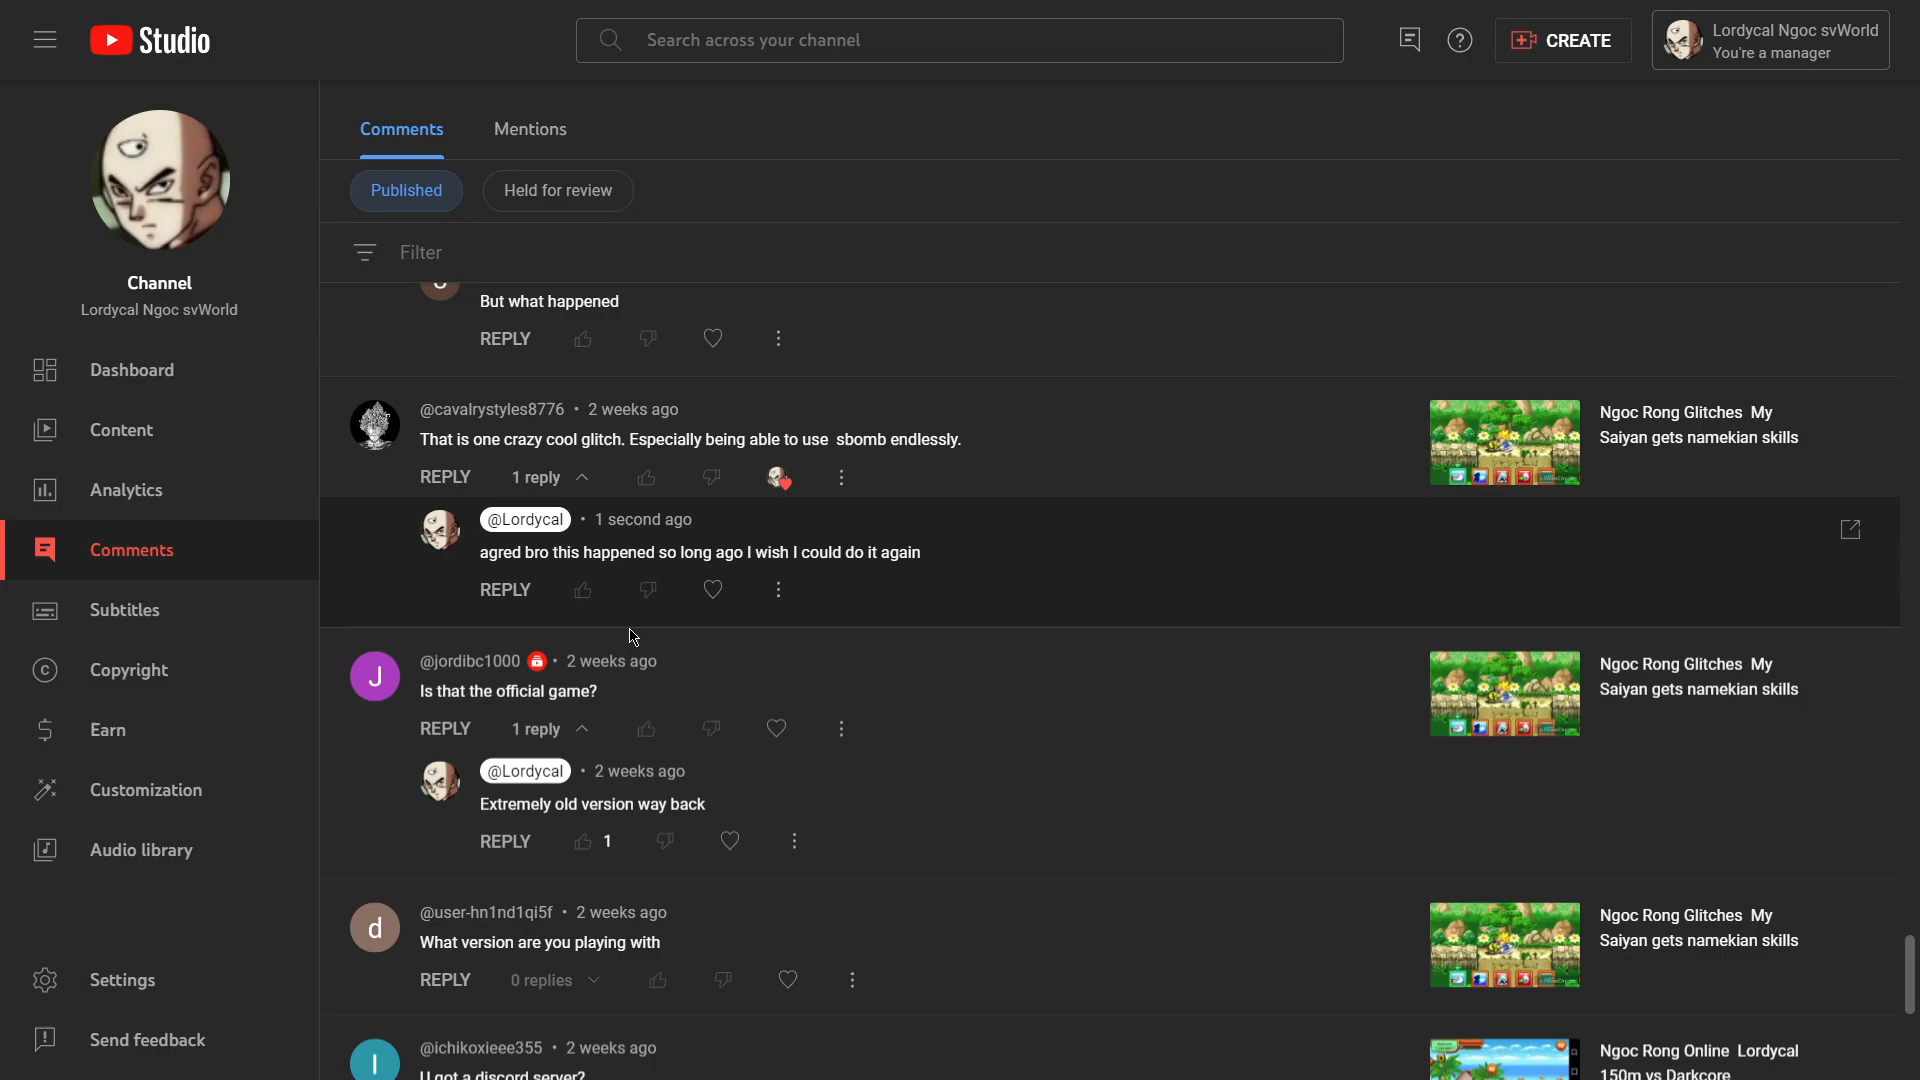 Studio
Search across your channel
CREATE
Lordycal Ngoc svWorld
You're a manager
Channel
Lordycal Ngoc svWorld
Dashboard
Content
Analytics
Comments
Subtitles
Copyright
Earn
Customization
Audio library
Settings
Send feedback
Comments
Mentions
Published
Held for review
Filter
But what happened
REPLY
@cavalrystyles8776 • 2 weeks ago
That is one crazy cool glitch. Especially being able to use sbomb endlessly.
REPLY 1 reply
Ngoc Rong Glitches My
Saiyan gets namekian skills
@Lordycal • 1 second ago
agred bro this happened so long ago I wish I could do it again
REPLY
@jordibc1000 • 2 weeks ago
Is that the official game?
REPLY 1 reply
Ngoc Rong Glitches My
Saiyan gets namekian skills
@Lordycal • 2 weeks ago
Extremely old version way back
REPLY 1
@user-hn1nd1qi5f • 2 weeks ago
What version are you playing with
REPLY 0 replies
Ngoc Rong Glitches My
Saiyan gets namekian skills
@ichikoxieee355 • 2 weeks ago
U got a discord server?
Ngoc Rong Online Lordycal
150m vs Darkcore